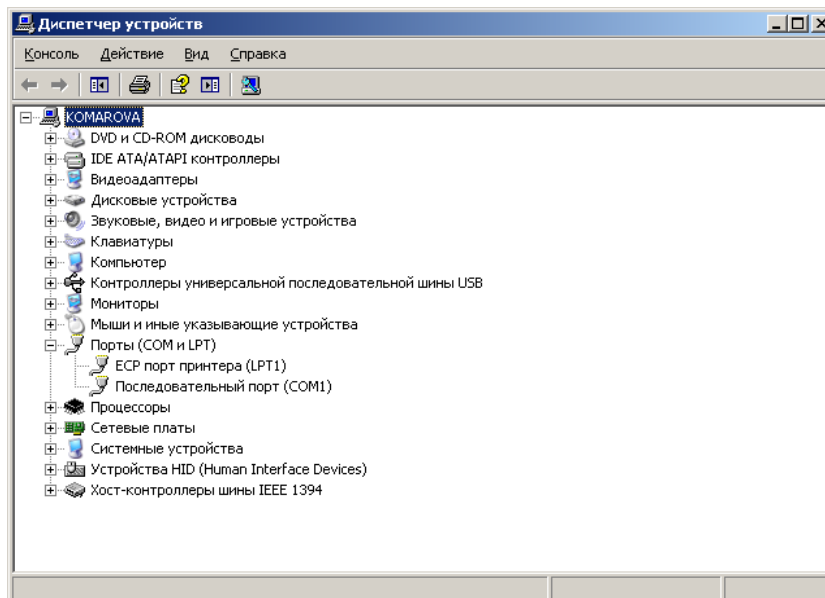 Диспетчер устройств
Консоль Действие Вид Справка
KOMAROVA
DVD и CD-ROM дисководы
IDE ATA/ATAPI контроллеры
Видеоадаптеры
Дисковые устройства
Звуковые, видео и игровые устройства
Клавиатуры
Компьютер
Контроллеры универсальной последовательной шины USB
Мониторы
Мыши и иные указывающие устройства
Порты (COM и LPT)
ECP порт принтера (LPT1)
Последовательный порт (COM1)
Процессоры
Сетевые платы
Системные устройства
Устройства HID (Human Interface Devices)
Хост-контроллеры шины IEEE 1394